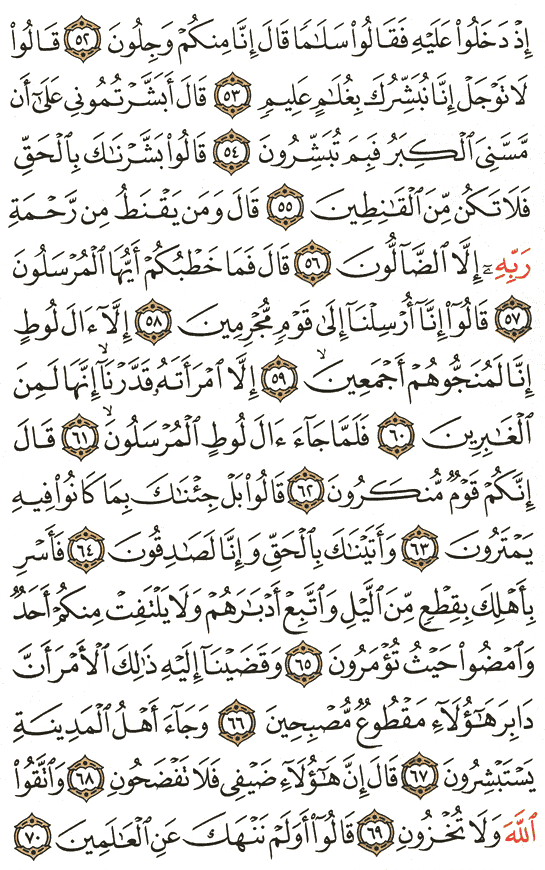 إِذْ دَخَلُواْ عَلَيْهِ فَقَالُواْ سَلَٰمًا قَالَ إِنَّا مِنكُمْ وَجِلُونَ ٥٢ قَالُواْ
لَا تَوْجَلْ إِنَّا نُبَشِّرُكَ بِغُلَٰمٍ عَلِيمٍ ٥٣ قَالَ أَبَشَّرْتُمُونِي عَلَىٰٓ أَن
مَّسَّنِيَ ٱلْكِبَرُ فَبِمَ تُبَشِّرُونَ ٥٤ قَالُواْ بَشَّرْنَٰكَ بِٱلْحَقِّ
فَلَا تَكُن مِّنَ ٱلْقَٰنِطِينَ ٥٥ قَالَ وَمَن يَقْنَطُ مِن رَّحْمَةِ
رَبِّهِۦٓ إِلَّا ٱلضَّآلُّونَ ٥٦ قَالَ فَمَا خَطْبُكُمْ أَيُّهَا ٱلْمُرْسَلُونَ
٥٧ قَالُوٓاْ إِنَّآ أُرْسِلْنَآ إِلَىٰ قَوْمٍ مُّجْرِمِينَ ٥٨ إِلَّآ ءَالَ لُوطٍ
إِنَّا لَمُنَجُّوهُمْ أَجْمَعِينَ ٥٩ إِلَّا ٱمْرَأَتَهُۥ قَدَّرْنَآ إِنَّهَا لَمِنَ
ٱلْغَٰبِرِينَ ٦٠ فَلَمَّا جَآءَ ءَالَ لُوطٍ ٱلْمُرْسَلُونَ ٦١ قَالَ
إِنَّكُمْ قَوْمٌ مُّنكَرُونَ ٦٢ قَالُواْ بَلْ جِئْنَٰكَ بِمَا كَانُواْ فِيهِ
يَمْتَرُونَ ٦٣ وَأَتَيْنَٰكَ بِٱلْحَقِّ وَإِنَّا لَصَٰدِقُونَ ٦٤ فَأَسْرِ
بِأَهْلِكَ بِقِطْعٍ مِّنَ ٱلَّيْلِ وَٱتَّبِعْ أَدْبَٰرَهُمْ وَلَا يَلْتَفِتْ مِنكُمْ أَحَدٌ
وَٱمْضُواْ حَيْثُ تُؤْمَرُونَ ٦٥ وَقَضَيْنَآ إِلَيْهِ ذَٰلِكَ ٱلْأَمْرَ أَنَّ
دَابِرَ هَٰٓؤُلَآءِ مَقْطُوعٌ مُّصْبِحِينَ ٦٦ وَجَآءَ أَهْلُ ٱلْمَدِينَةِ
يَسْتَبْشِرُونَ ٦٧ قَالَ إِنَّ هَٰٓؤُلَآءِ ضَيْفِي فَلَا تَفْضَحُونِ ٦٨ وَٱتَّقُواْ
ٱللَّهَ وَلَا تُخْزُونِ ٦٩ قَالُوٓاْ أَوَلَمْ نَنْهَكَ عَنِ ٱلْعَٰلَمِينَ ٧٠